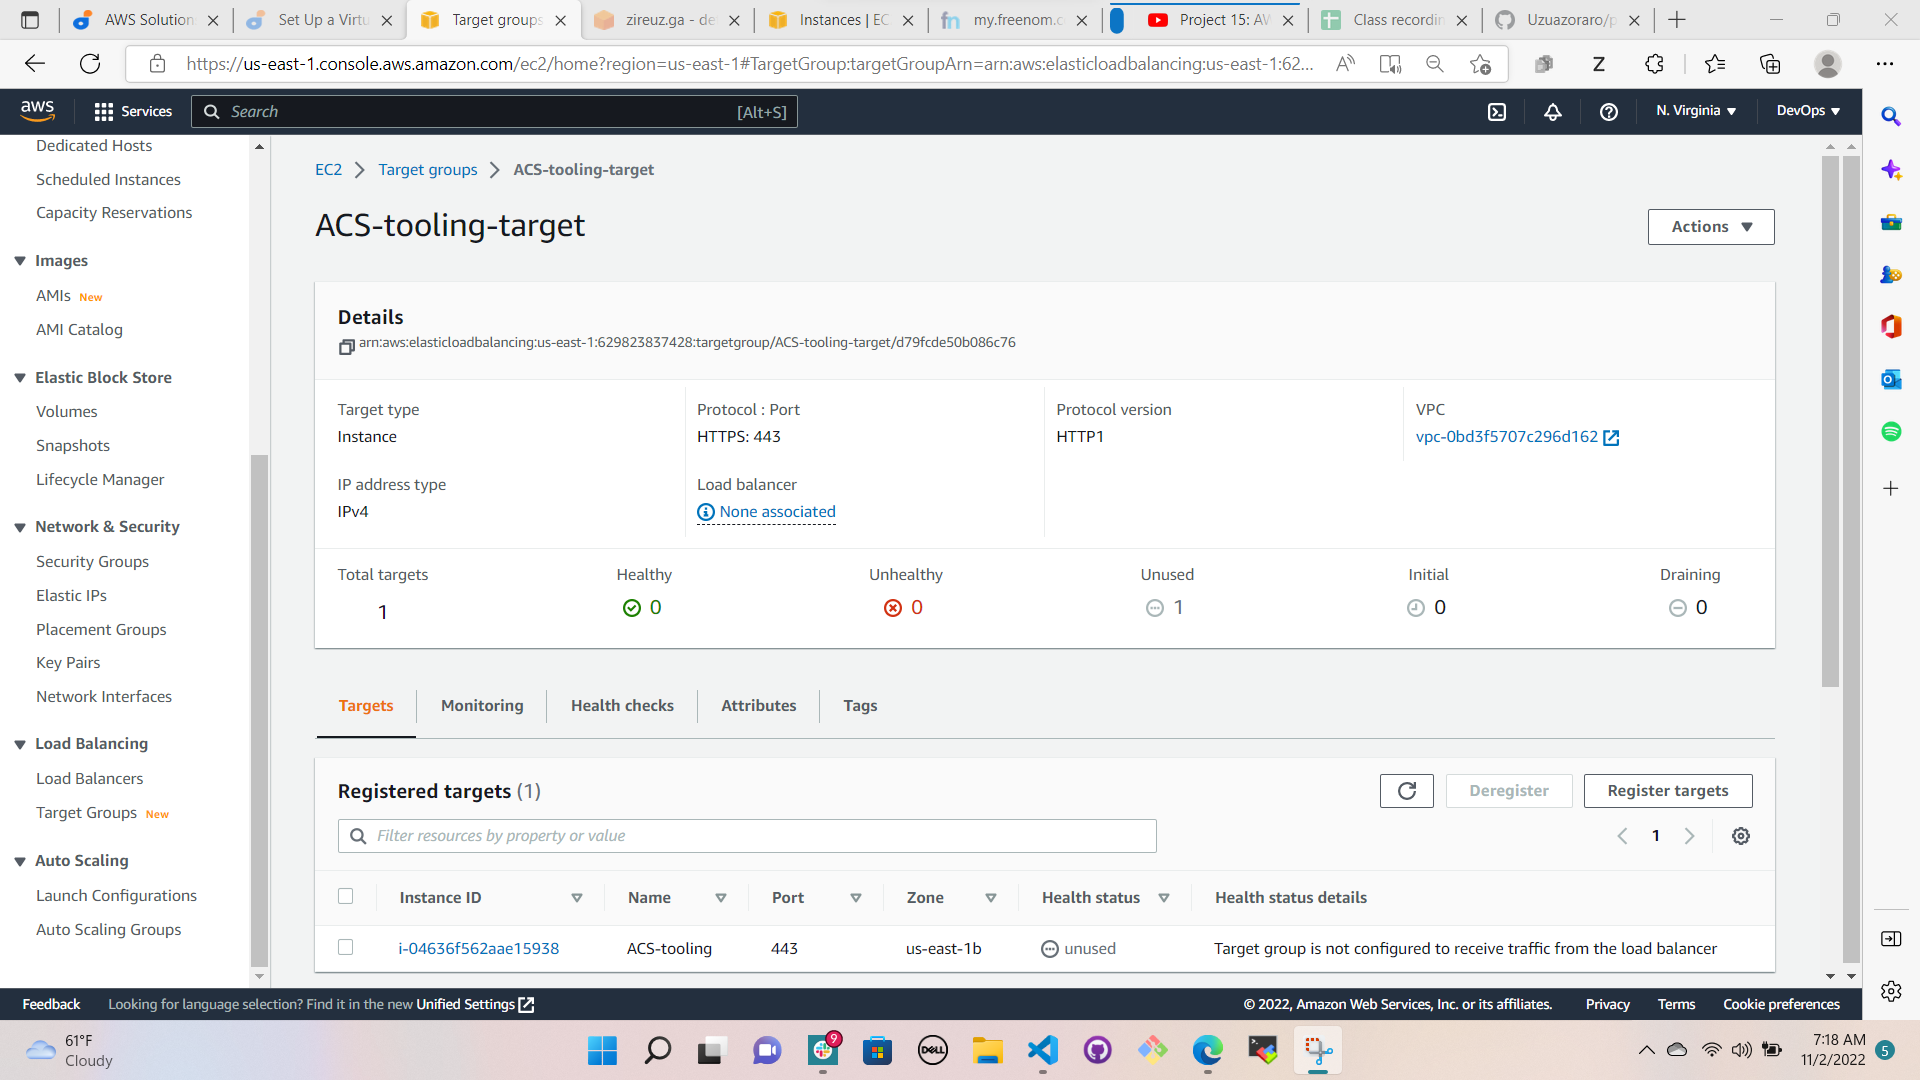 AWS Solution
Set Up a Virtu
Target groups
zireuz.ga - de
Instances | EC
my.freenom.c
Project 15: AW
Class recordin
Uzuazoraro/p
https://us-east-1.console.aws.amazon.com/ec2/home?region=us-east-1#TargetGroup:targetGroupArn=arn:aws:elasticloadbalancing:us-east-1:62...
aws
Services
Search
[Alt+S]
N. Virginia
DevOps
Dedicated Hosts
Scheduled Instances
Capacity Reservations
Images
AMIs New
AMI Catalog
Elastic Block Store
Volumes
Snapshots
Lifecycle Manager
Network & Security
Security Groups
Elastic IPs
Placement Groups
Key Pairs
Network Interfaces
Load Balancing
Load Balancers
Target Groups New
Auto Scaling
Launch Configurations
Auto Scaling Groups
EC2 > Target groups > ACS-tooling-target
ACS-tooling-target
Actions
Details
arn:aws:elasticloadbalancing:us-east-1:629823837428:targetgroup/ACS-tooling-target/d79fcde50b086c76
Target type
Instance
Protocol : Port
HTTPS: 443
Protocol version
HTTP1
VPC
vpc-0bd3f5707c296d162
IP address type
IPv4
Load balancer
None associated
Total targets
1
Healthy
0
Unhealthy
0
Unused
1
Initial
0
Draining
0
Targets
Monitoring
Health checks
Attributes
Tags
Registered targets (1)
Deregister
Register targets
Filter resources by property or value
1
Instance ID
Name
Port
Zone
Health status
Health status details
i-04636f562aae15938
ACS-tooling
443
us-east-1b
unused
Target group is not configured to receive traffic from the load balancer
Feedback
Looking for language selection? Find it in the new Unified Settings
© 2022, Amazon Web Services, Inc. or its affiliates.
Privacy
Terms
Cookie preferences
61°F
Cloudy
9
DELL
7:18 AM
11/2/2022
5